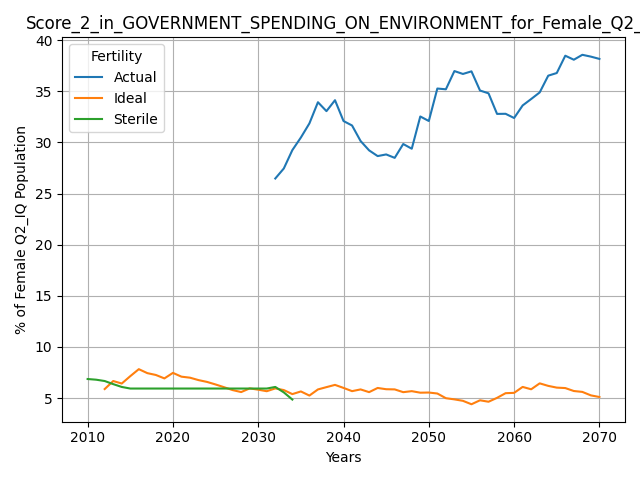 Score_2_in_GOVERNMENT_SPENDING_ON_ENVIRONMENT_for_Female_Q2_
Fertility
Actual
Ideal
Sterile
% of Female Q2_IQ Population
40
35
30
25
20
15
10
5
2010 2020 2030 2040 2050 2060 2070
Years